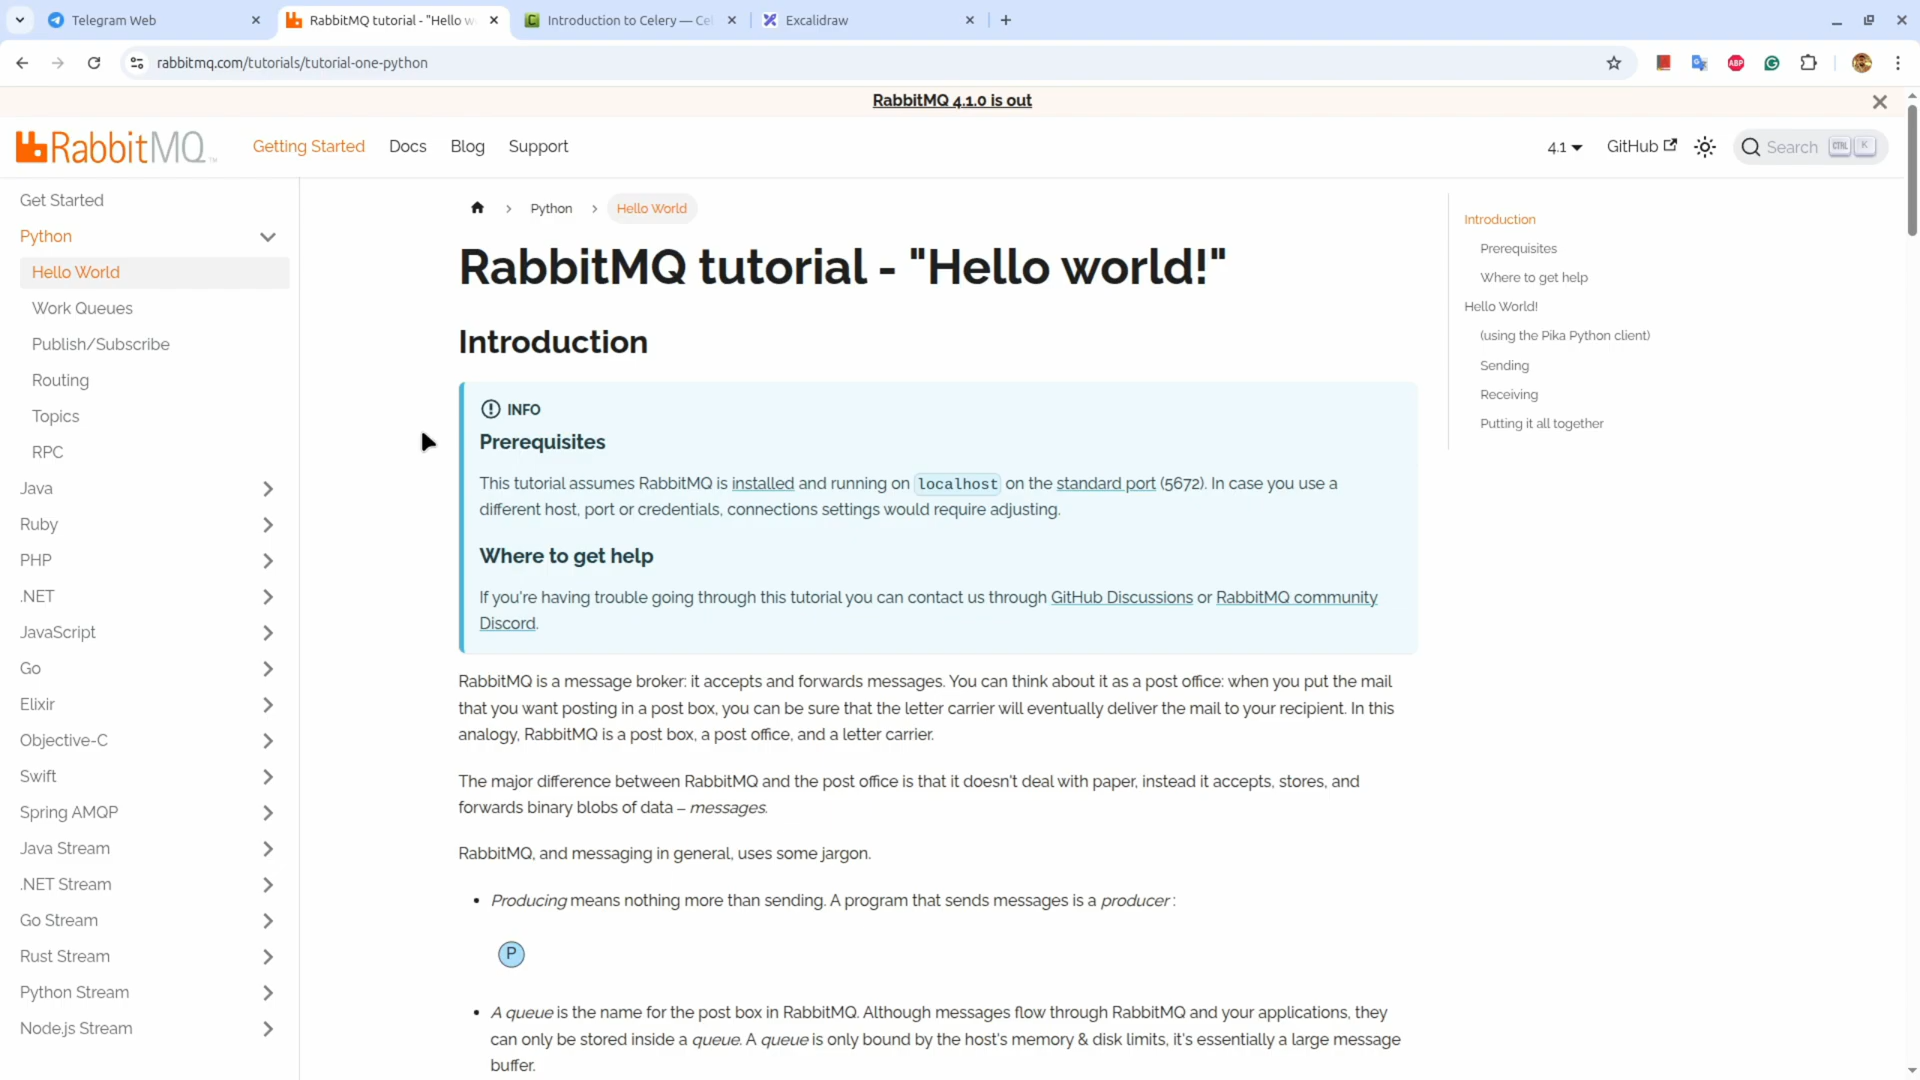 Telegram Web
RabbitMQ tutorial - "Hello w
Introduction to Celery — Ce
Excalidraw
rabbitmq.com/tutorials/tutorial-one-python
ABP
RabbitMQ 4.1.0 is out
RabbitMQ TM
Getting Started
Docs
Blog
Support
4.1
GitHub
Search
CTRL
K
Get Started
Python
Hello World
Work Queues
Publish/Subscribe
Routing
Topics
RPC
Java
Ruby
PHP
.NET
JavaScript
Go
Elixir
Objective-C
Swift
Spring AMQP
Java Stream
.NET Stream
Go Stream
Rust Stream
Python Stream
Node.js Stream
Python
Hello World
RabbitMQ tutorial - "Hello world!"
Introduction
INFO
Prerequisites
This tutorial assumes RabbitMQ is installed and running on localhost on the standard port (5672). In case you use a
different host, port or credentials, connections settings would require adjusting.
Where to get help
If you're having trouble going through this tutorial you can contact us through GitHub Discussions or RabbitMQ community
Discord.
RabbitMQ is a message broker: it accepts and forwards messages. You can think about it as a post office: when you put the mail
that you want posting in a post box, you can be sure that the letter carrier will eventually deliver the mail to your recipient. In this
analogy, RabbitMQ is a post box, a post office, and a letter carrier.
The major difference between RabbitMQ and the post office is that it doesn't deal with paper, instead it accepts, stores, and
forwards binary blobs of data – messages.
RabbitMQ, and messaging in general, uses some jargon.
Producing means nothing more than sending. A program that sends messages is a producer :
P
A queue is the name for the post box in RabbitMQ. Although messages flow through RabbitMQ and your applications, they
can only be stored inside a queue. A queue is only bound by the host's memory & disk limits, it's essentially a large message
buffer.
Introduction
Prerequisites
Where to get help
Hello World!
(using the Pika Python client)
Sending
Receiving
Putting it all together